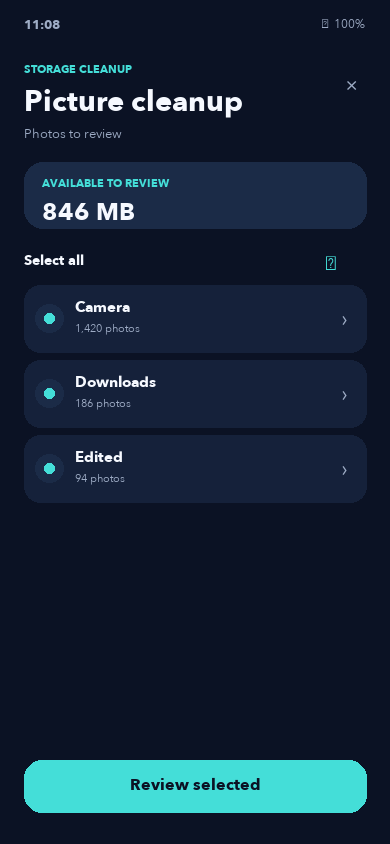 11:08
100%
STORAGE CLEANUP
Picture cleanup
×
Photos to review
AVAILABLE TO REVIEW
846 MB
Select all
Camera
1,420 photos
›
Downloads
186 photos
›
Edited
94 photos
›
Review selected